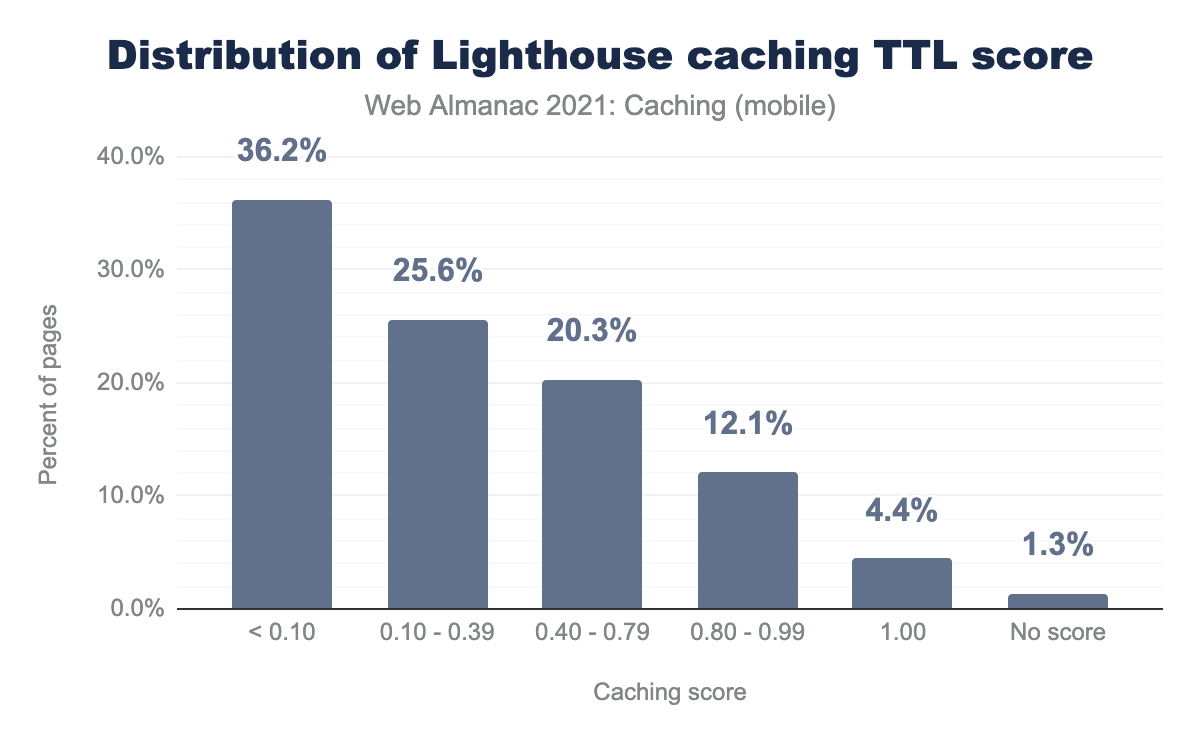 Distribution of Lighthouse caching TTL score
Web Almanac 2021: Caching (mobile)
40.0%
30.0%
20.0%
10.0%
0.0%
Percent of pages
36.2%
25.6%
20.3%
12.1%
4.4%
1.3%
< 0.10
0.10 - 0.39
0.40 - 0.79
0.80 - 0.99
1.00
No score
Caching score